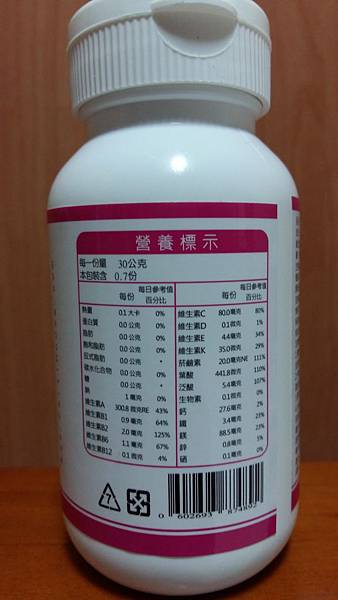 營養標示
每一份量 30公克
本包裝含 0.7份
每份 每日參考值百分比
熱量 0.1 大卡 0%
蛋白質 0.0 公克 0%
脂肪 0.0 公克 0%
飽和脂肪 0.0 公克 0%
反式脂肪 0.0 公克 *
碳水化合物 0.0 公克 0%
糖 0.0 公克 *
鈉 1 毫克 0%
維生素A 300.8 微克RE 43%
維生素B1 0.9 毫克 64%
維生素B2 2.0 毫克 125%
維生素B6 1.1 毫克 67%
維生素B12 0.1 微克 4%
每份 每日參考值百分比
維生素C 80.0毫克 80%
維生素D 0.1微克 1%
維生素E 4.4毫克 34%
維生素K 35.0微克 29%
菸鹼素 20.0毫克NE 111%
葉酸 441.8微克 110%
泛酸 5.4毫克 107%
生物素 0.1微克 0%
鈣 27.6毫克 2%
鐵 3.4毫克 23%
鎂 88.5毫克 23%
鋅 0.8毫克 5%
硒 0.1毫克 0%
7
0 602693